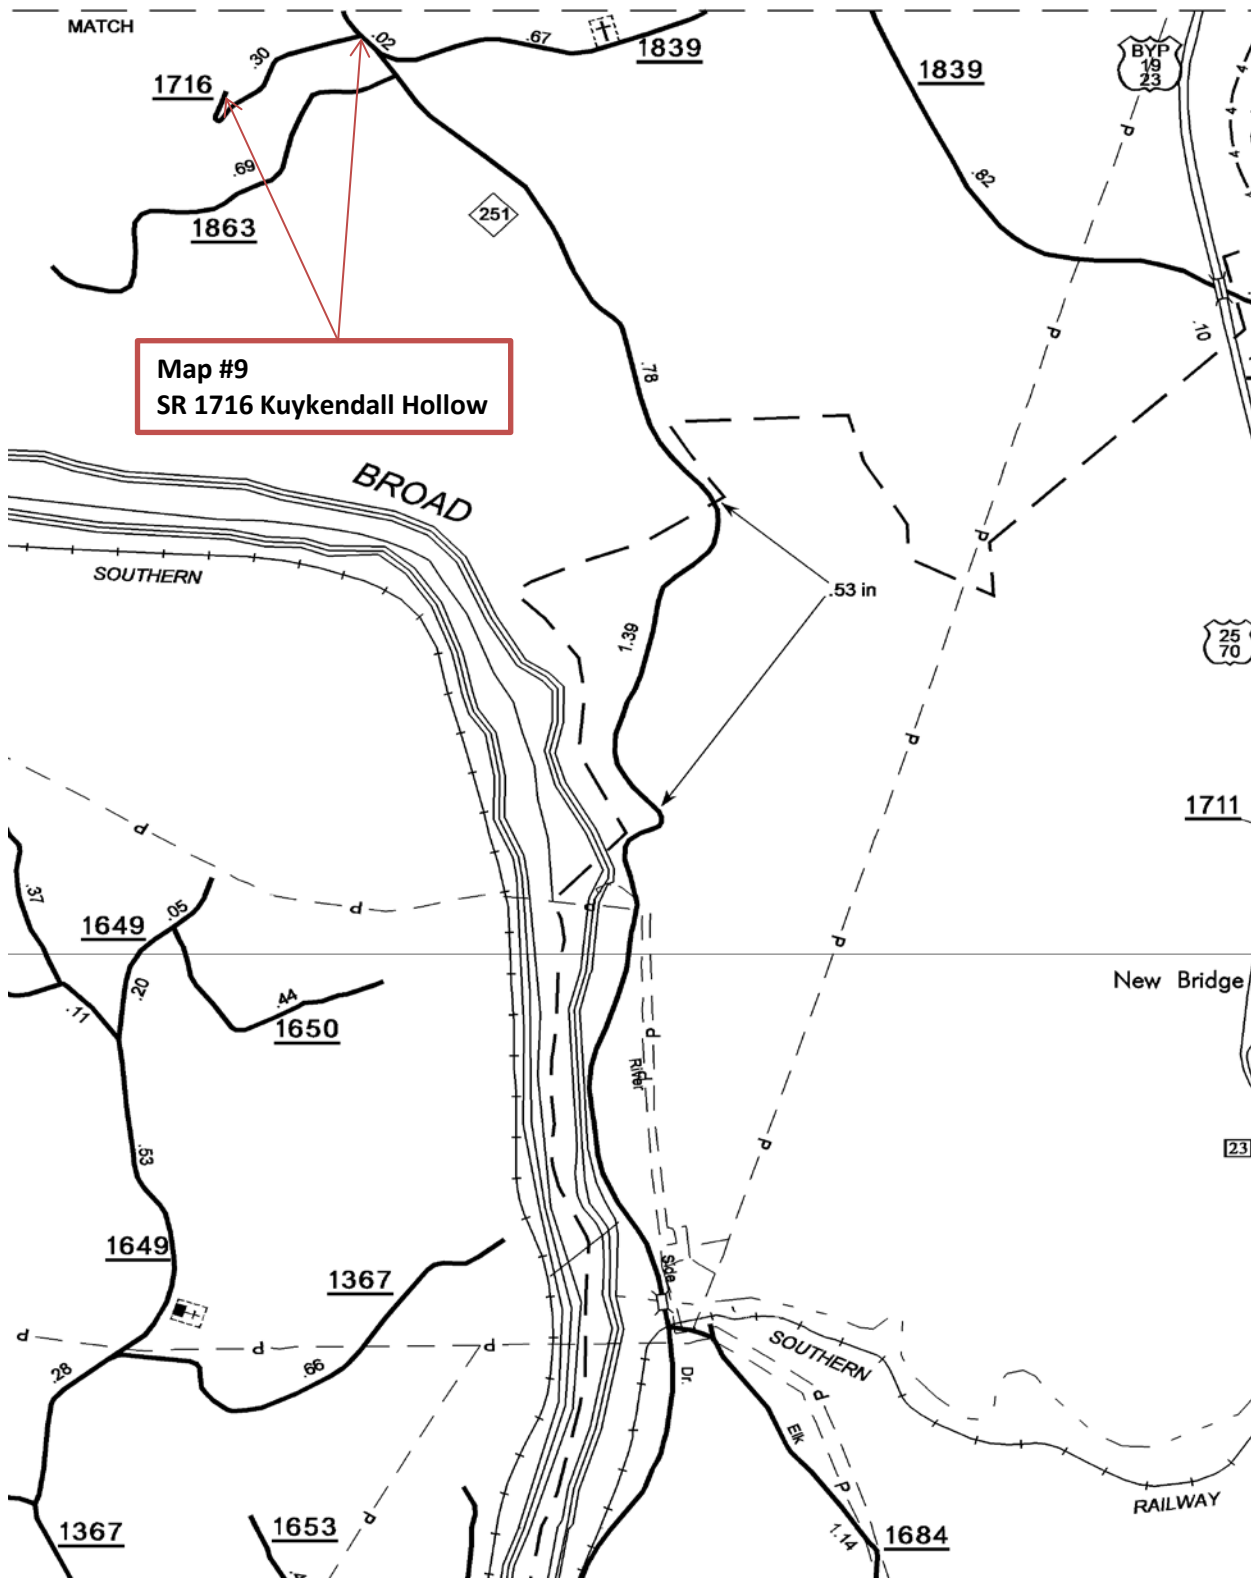 MATCH
.30
.02
.67
1839
1716
1839
BYP
19
23
4
4
4
P
.69
.82
1863
251
P
.10
.78
Map #9
SR 1716 Kuykendall Hollow
BROAD
P
SOUTHERN
.53 in
1.39
25
70
P
1711
P
.37
.05
1649
P
P
P
.20
.44
.11
1650
New Bridge
P
River
P
P
23
.53
1649
1367
Side
P
P
P
SOUTHERN
.28
.66
Dr.
P
Elk
P
RAILWAY
1367
1653
P
1.14
1684